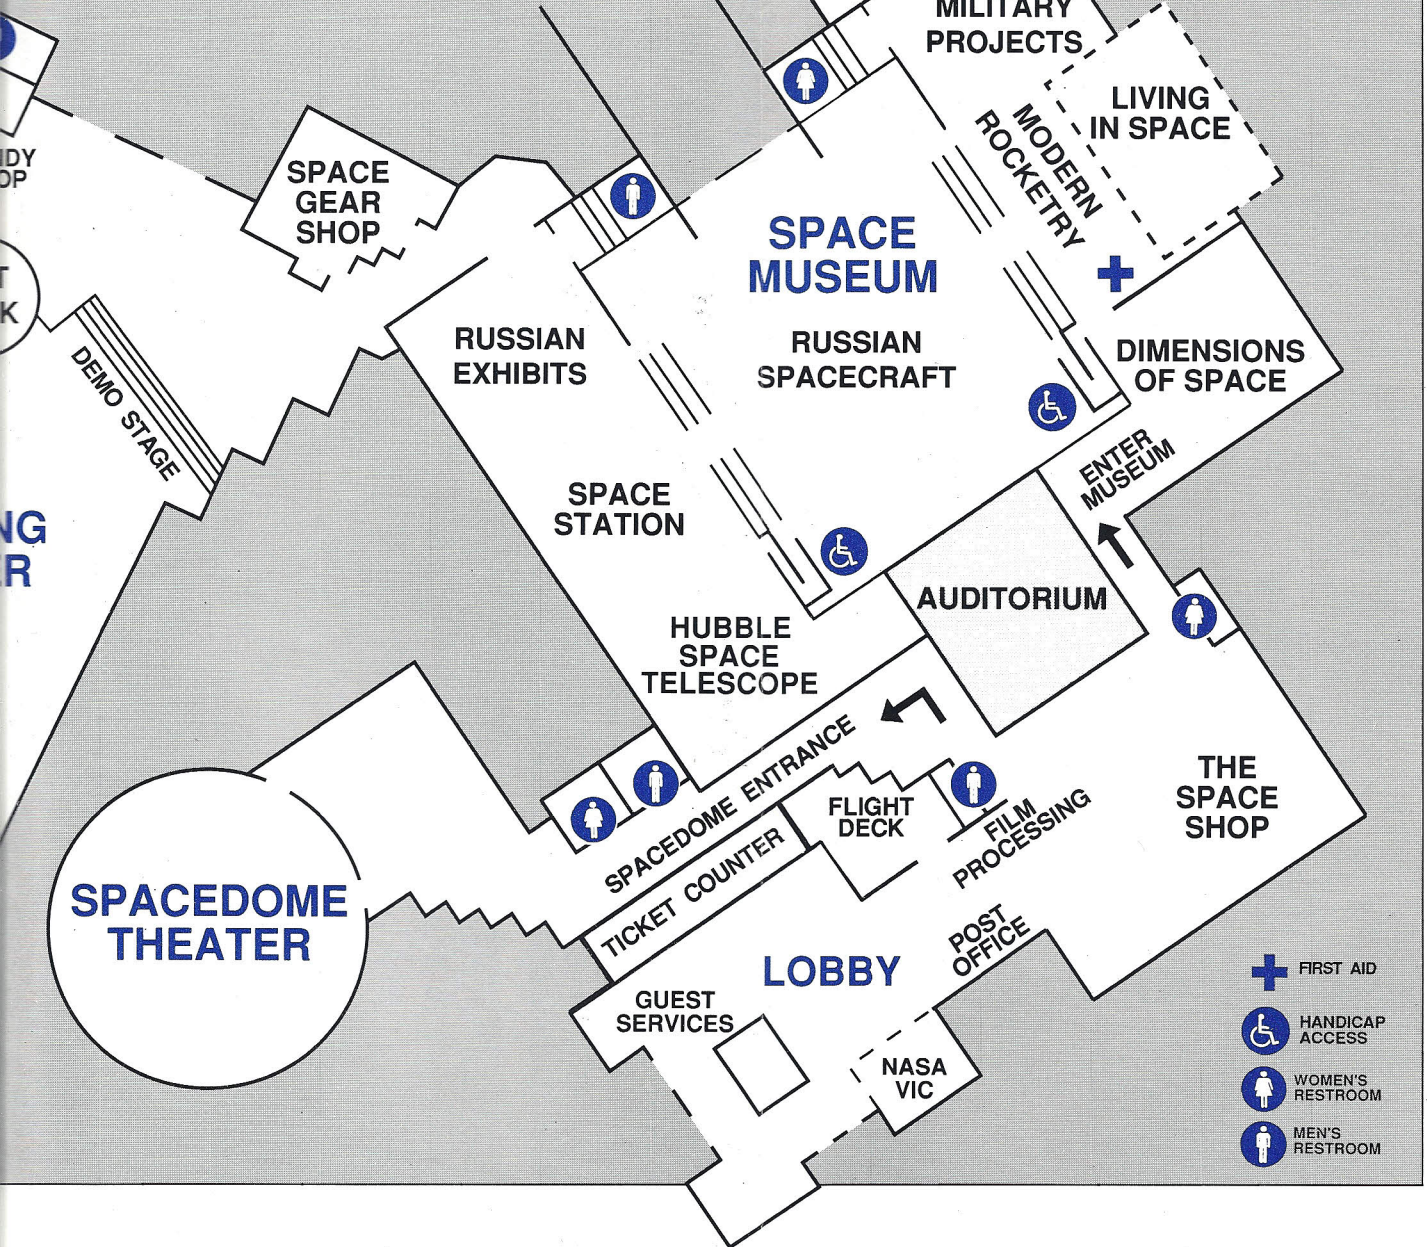 MILITARY
PROJECTS
LIVING
IN SPACE
MODERN
ROCKETRY
SPACE
GEAR
SHOP
SPACE
MUSEUM
RUSSIAN
EXHIBITS
RUSSIAN
SPACECRAFT
DIMENSIONS
OF SPACE
DEMO STAGE
ENTER
MUSEUM
SPACE
STATION
AUDITORIUM
HUBBLE
SPACE
TELESCOPE
SPACEDOME ENTRANCE
FLIGHT
DECK
TICKET COUNTER
FILM
PROCESSING
THE
SPACE
SHOP
SPACEDOME
THEATER
POST
OFFICE
LOBBY
GUEST
SERVICES
NASA
VIC
FIRST AID
HANDICAP
ACCESS
WOMEN'S
RESTROOM
MEN'S
RESTROOM